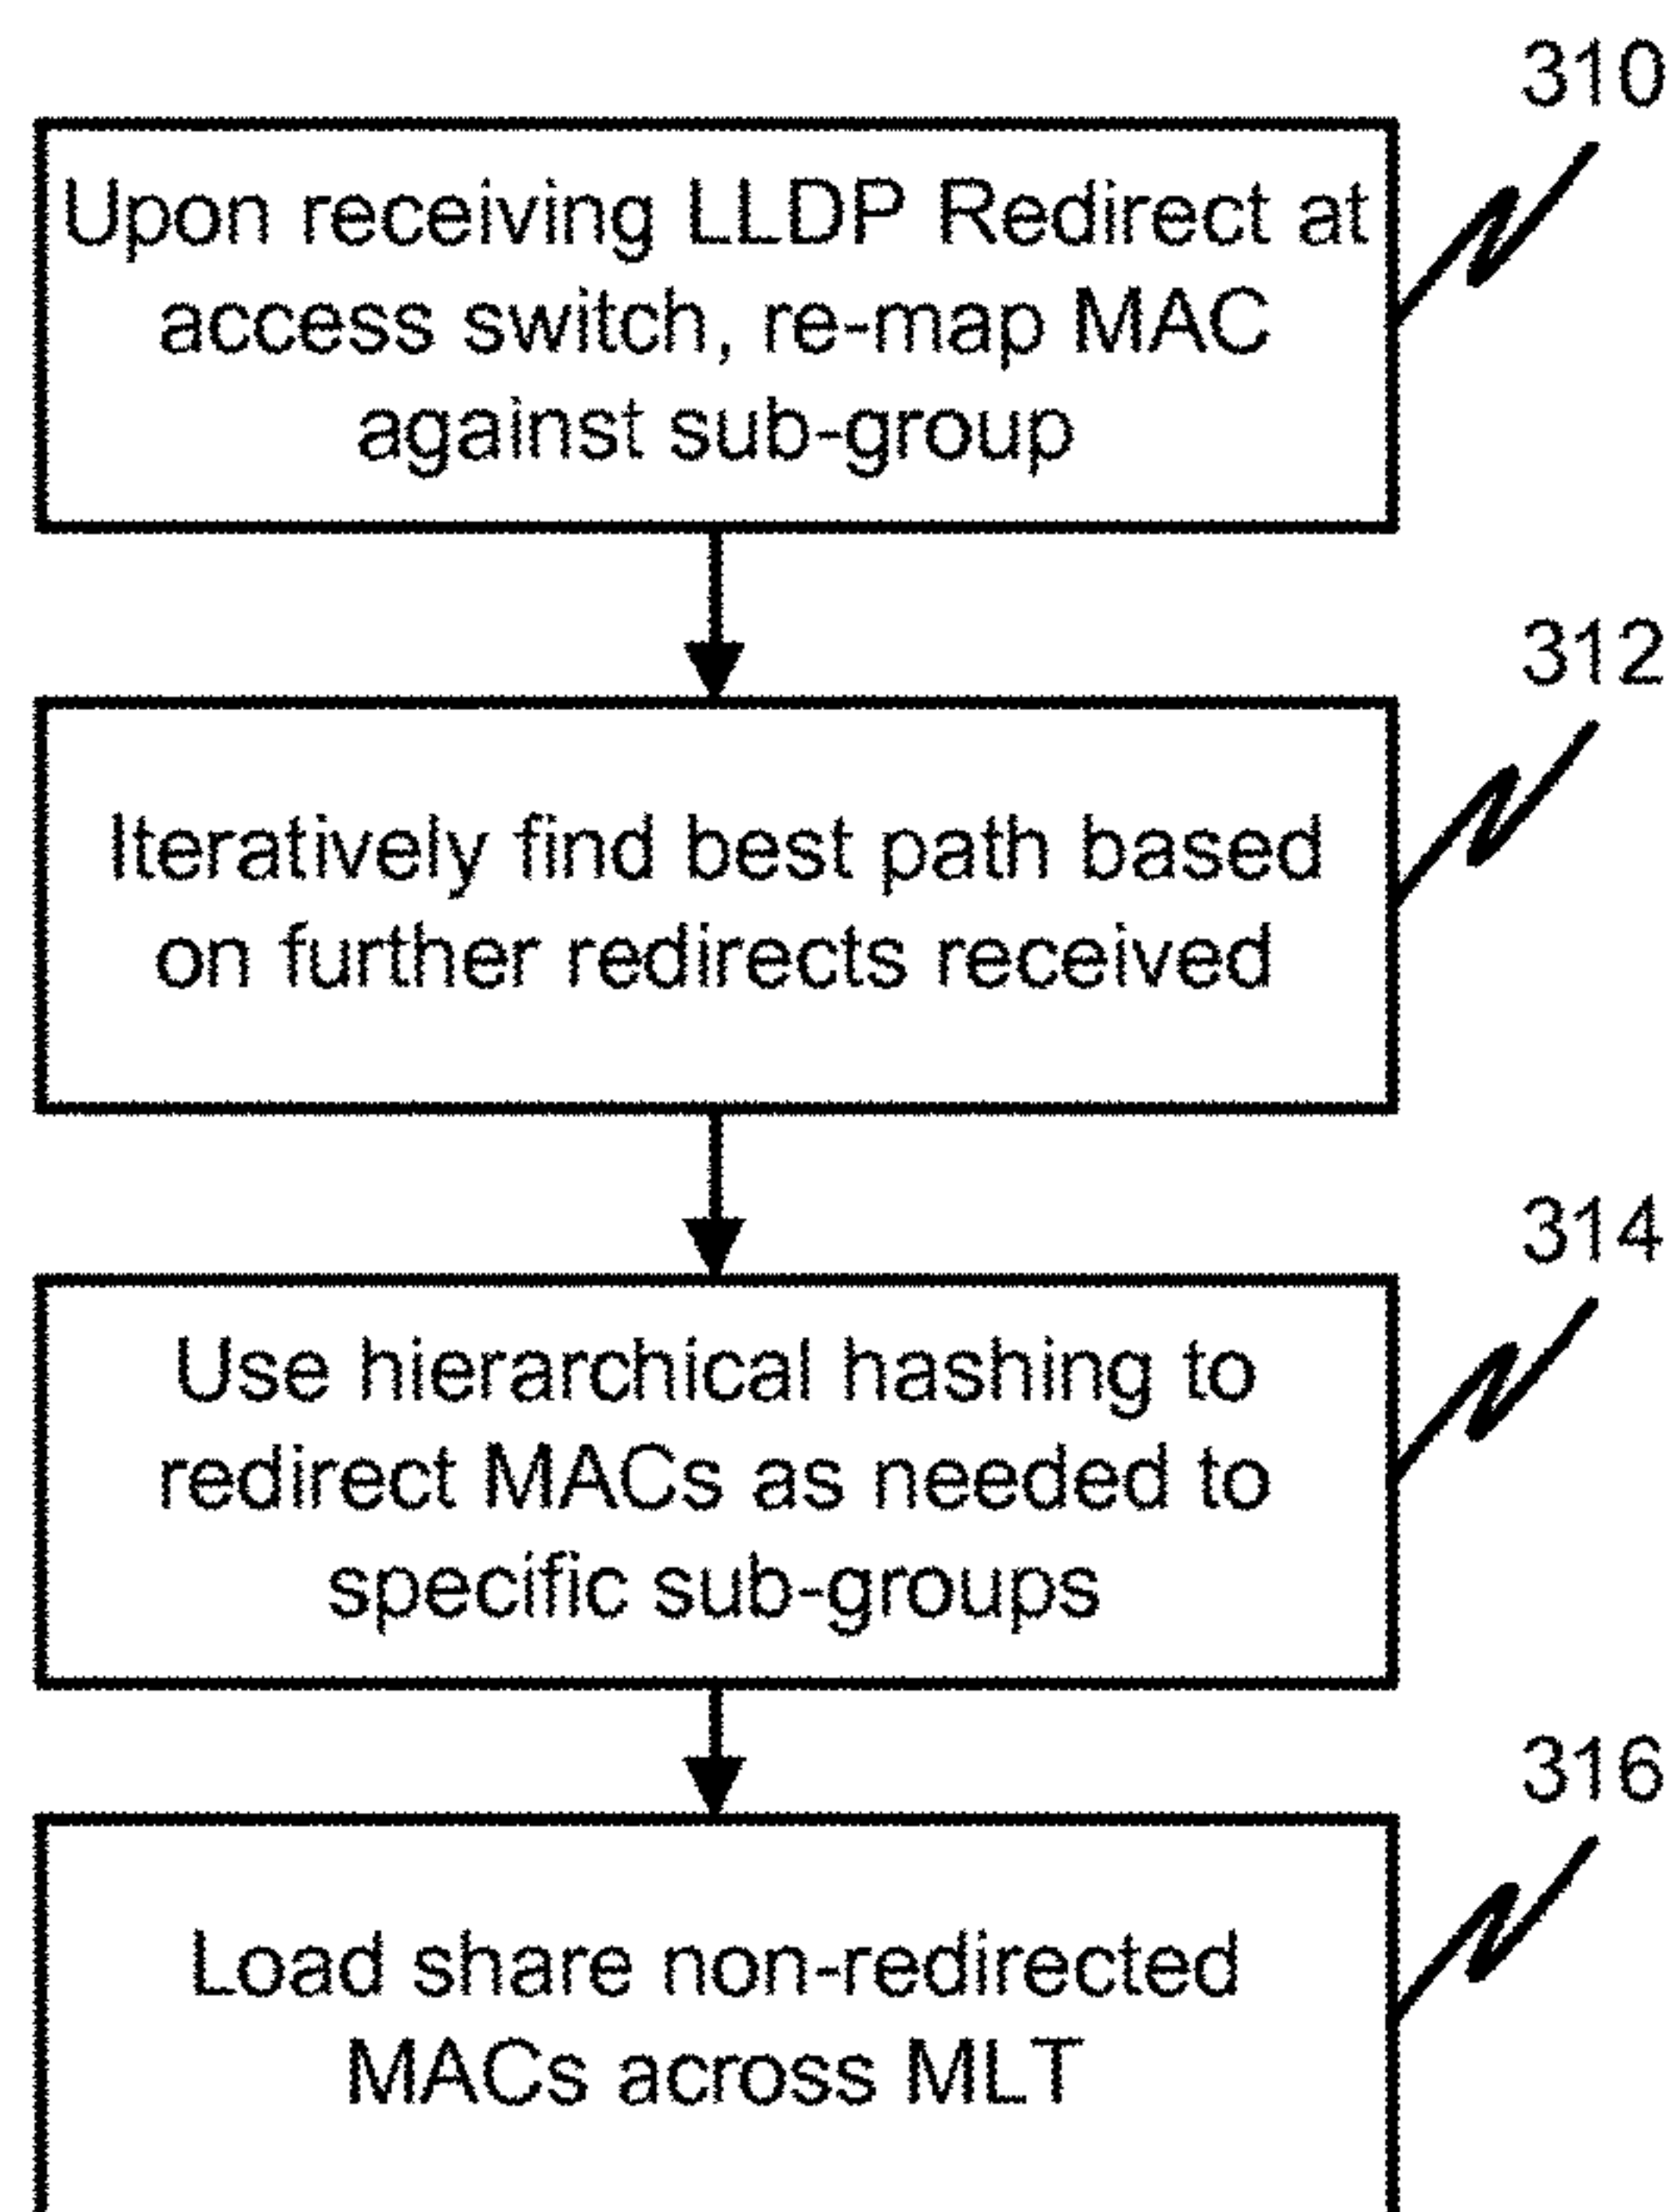 310
Upon receiving LLDP Redirect at
access switch, re-map MAC
against sub-group
312
Iteratively find best path based
on further redirects received
314
Use hierarchical hashing to
redirect MACs as needed to
specific sub-groups
316
Load share non-redirected
MACs across MLT